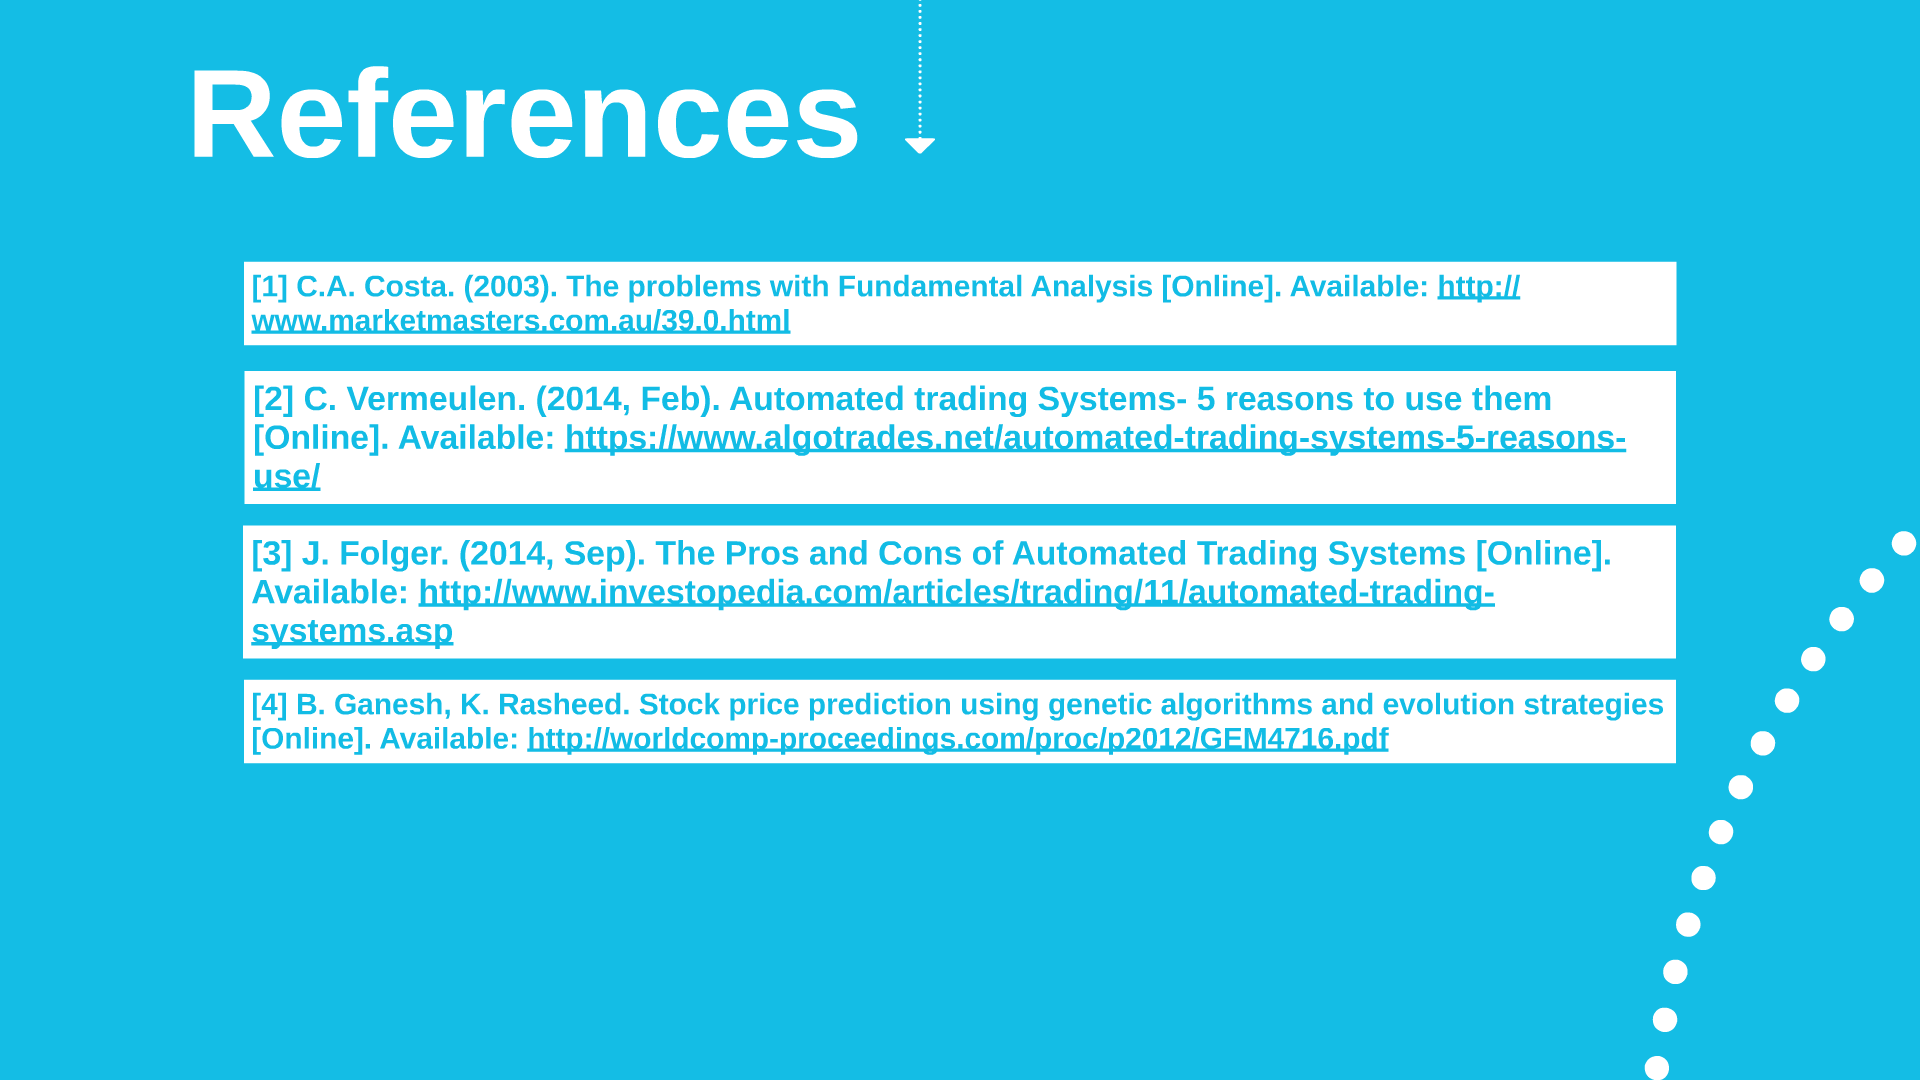 References
[1] C.A. Costa. (2003). The problems with Fundamental Analysis [Online]. Available: http://
www.marketmasters.com.au/39.0.html
[2] C. Vermeulen. (2014, Feb). Automated trading Systems- 5 reasons to use them
[Online]. Available: https://www.algotrades.net/automated-trading-systems-5-reasons-
use/
[3] J. Folger. (2014, Sep). The Pros and Cons of Automated Trading Systems [Online].
Available: http://www.investopedia.com/articles/trading/11/automated-trading-
systems.asp
[4] B. Ganesh, K. Rasheed. Stock price prediction using genetic algorithms and evolution strategies
[Online]. Available: http://worldcomp-proceedings.com/proc/p2012/GEM4716.pdf